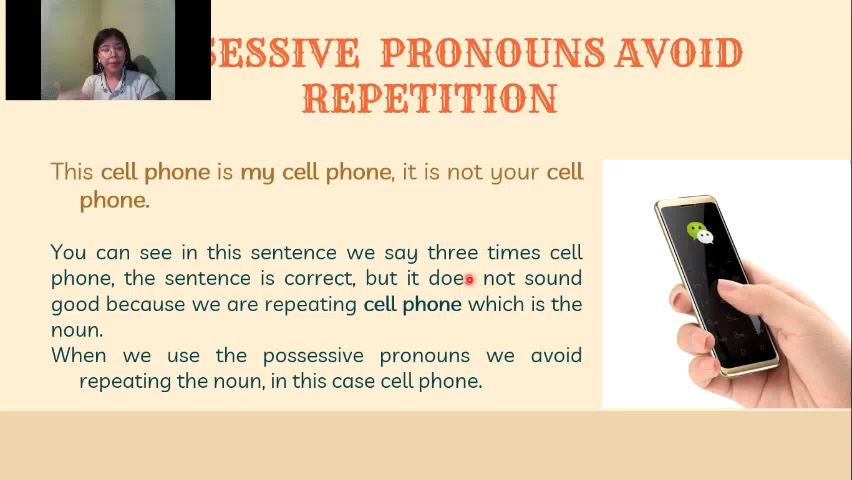 SESSIVE PRONOUNS AVOID
REPETITION
This cell phone is my cell phone, it is not your cell
phone.
You can see in this sentence we say three times cell
phone, the sentence is correct, but it does not sound
good because we are repeating cell phone which is the
noun.
When we use the possessive pronouns we avoid
repeating the noun, in this case cell phone.